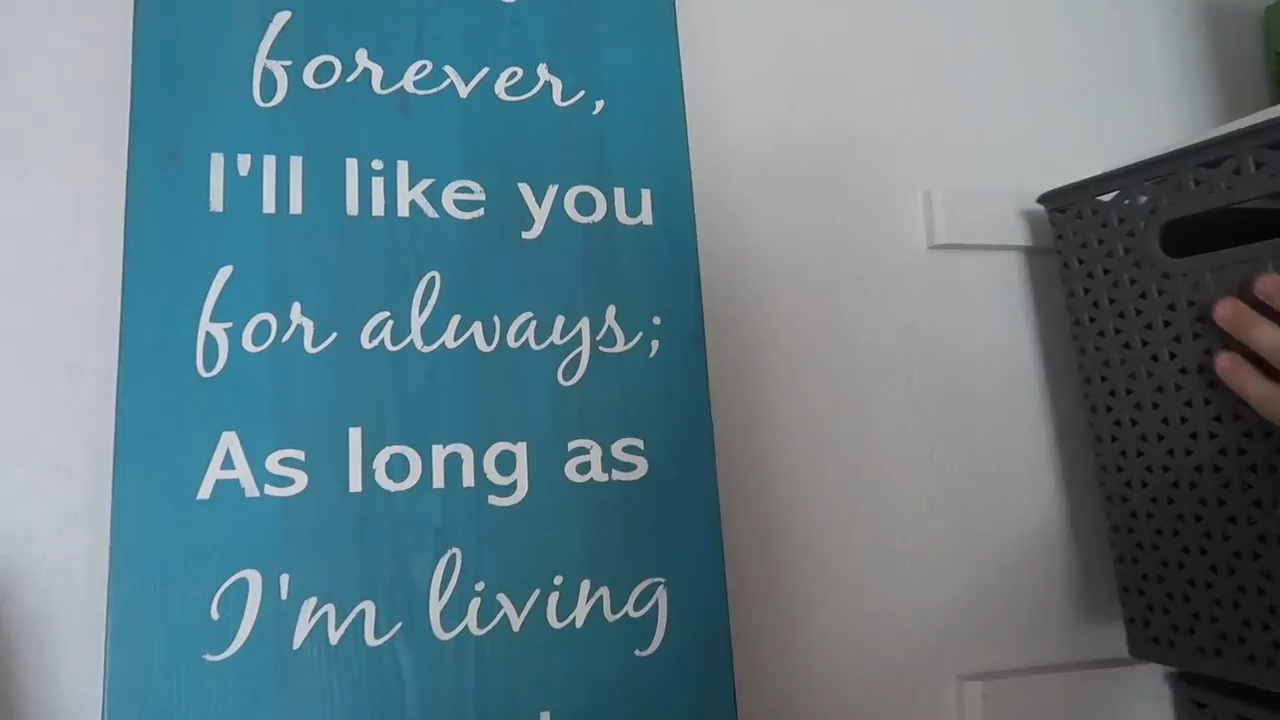 forever,
I'll like you
for always;
As long as
I'm living